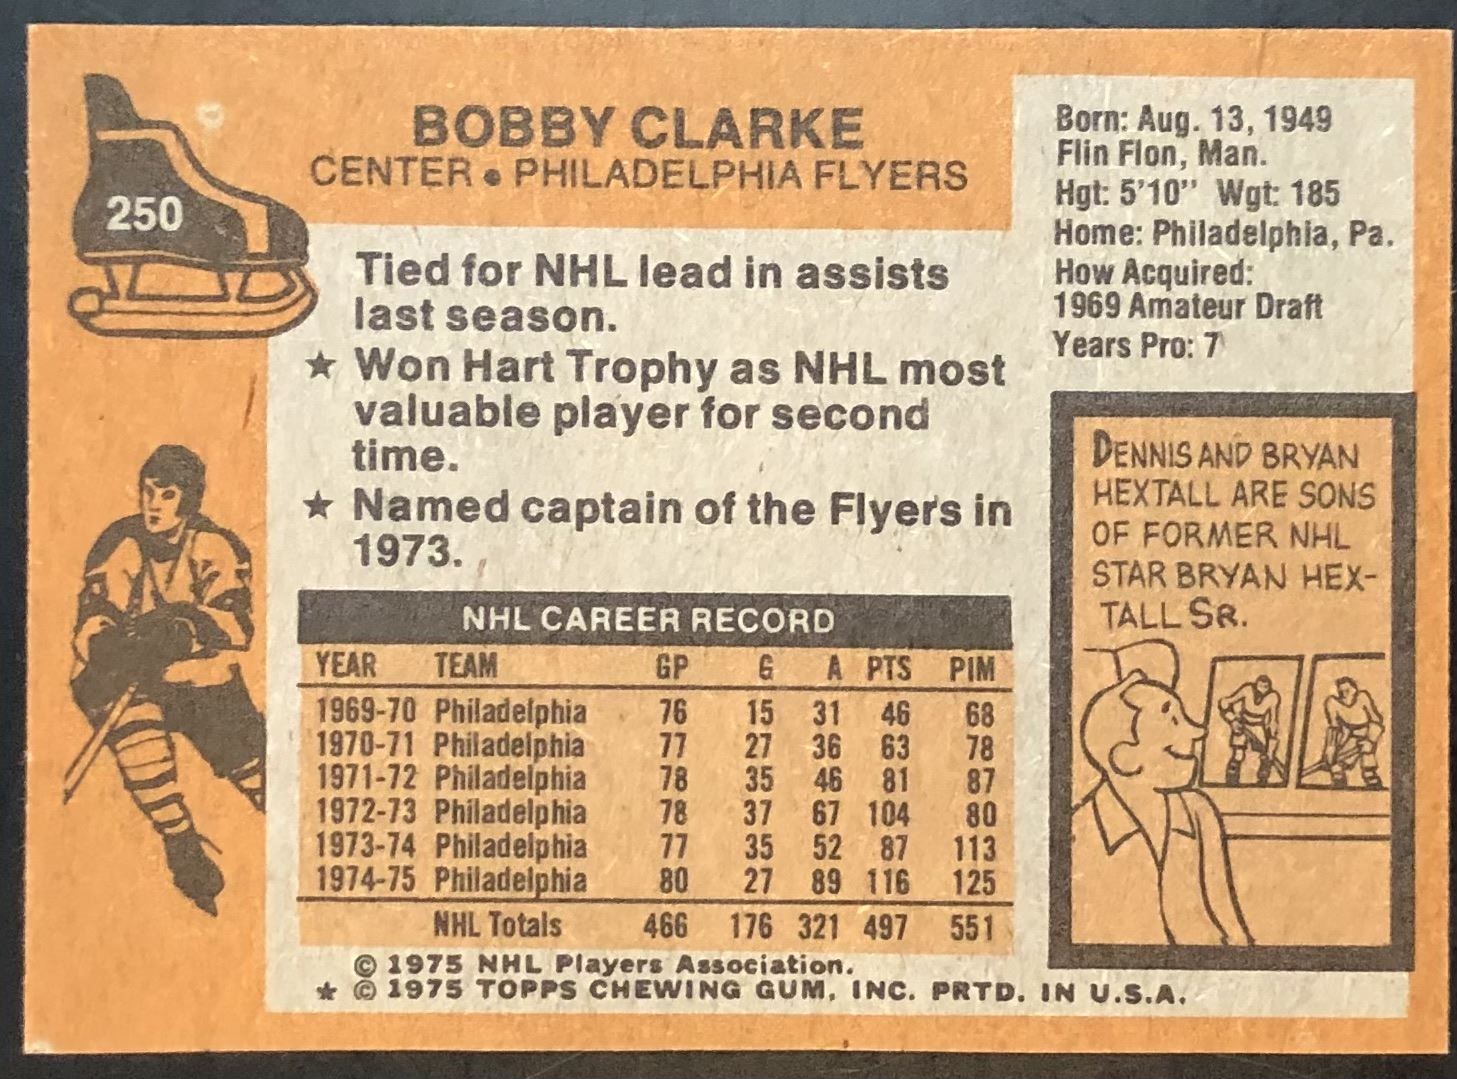 250
BOBBY CLARKE
CENTER • PHILADELPHIA FLYERS
Born: Aug. 13, 1949
Flin Flon, Man.
Hgt: 5'10" Wgt: 185
Home: Philadelphia, Pa.
How Acquired:
1969 Amateur Draft
Years Pro: 7
Tied for NHL lead in assists
last season.
★ Won Hart Trophy as NHL most
valuable player for second
time.
★ Named captain of the Flyers in
1973.
NHL CAREER RECORD
YEAR TEAM GP G A PTS PIM
1969-70 Philadelphia 76 15 31 46 68
1970-71 Philadelphia 77 27 36 63 78
1971-72 Philadelphia 78 35 46 81 87
1972-73 Philadelphia 78 37 67 104 80
1973-74 Philadelphia 77 35 52 87 113
1974-75 Philadelphia 80 27 89 116 125
NHL Totals 466 176 321 497 551
DENNIS AND BRYAN
HEXTALL ARE SONS
OF FORMER NHL
STAR BRYAN HEX-
TALL SR.
© 1975 NHL Players Association.
★ © 1975 TOPPS CHEWING GUM, INC. PRTD. IN U.S.A.